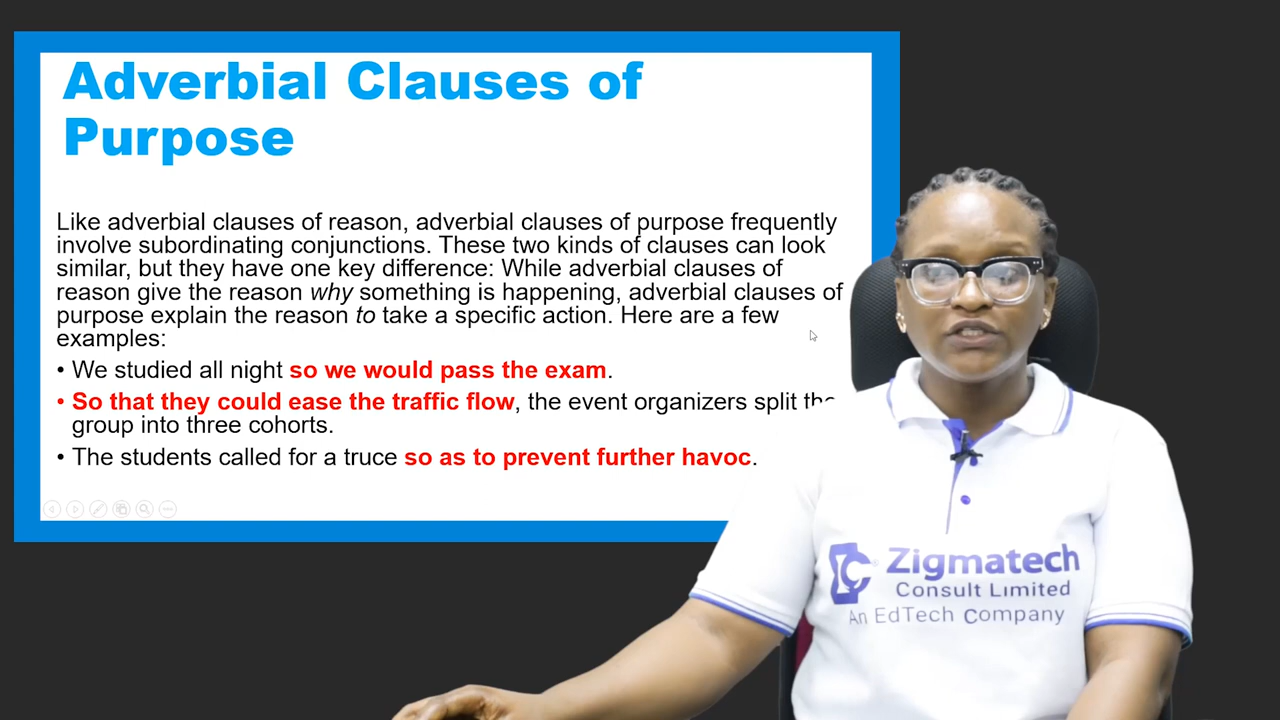 Adverbial Clauses of
Purpose
Like adverbial clauses of reason, adverbial clauses of purpose frequently
involve subordinating conjunctions. These two kinds of clauses can look
similar, but they have one key difference: While adverbial clauses of
reason give the reason why something is happening, adverbial clauses of
purpose explain the reason to take a specific action. Here are a few
examples:
• We studied all night so we would pass the exam.
• So that they could ease the traffic flow, the event organizers split the
group into three cohorts.
• The students called for a truce so as to prevent further havoc.
Zigmatech
Consult Limited
An EdTech Company